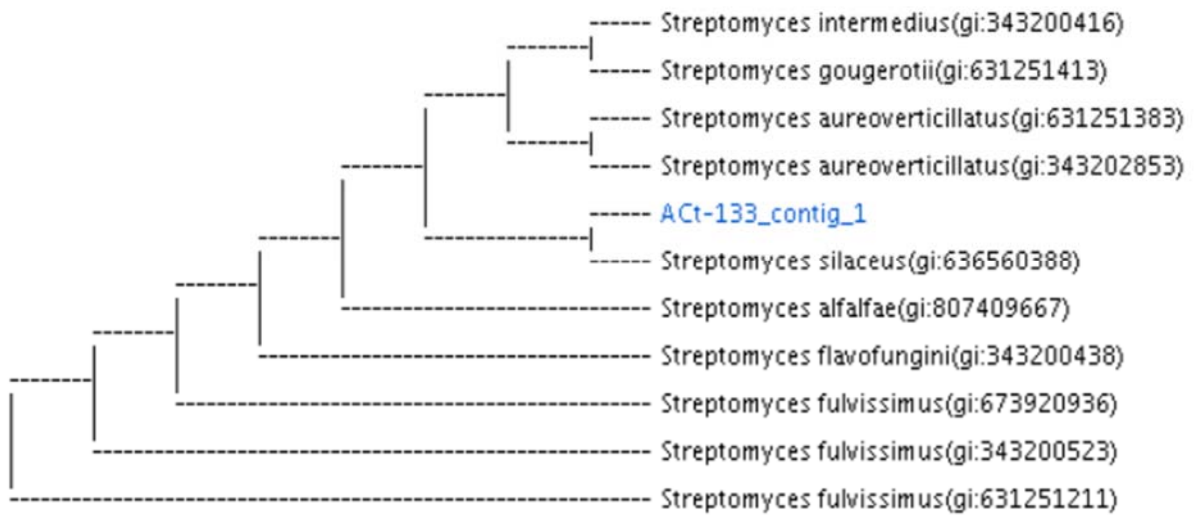 Streptomyces intermedius(gi:343200416)
Streptomyces gougerotii(gi:631251413)
Streptomyces aureoverticillatus(gi:631251383)
Streptomyces aureoverticillatus(gi:343202853)
ACt-133_contig_1
Streptomyces silaceus(gi:636560388)
Streptomyces alfalfae(gi:807409667)
Streptomyces flavofungini(gi:343200438)
Streptomyces fulvissimus(gi:673920936)
Streptomyces fulvissimus(gi:343200523)
Streptomyces fulvissimus(gi:631251211)